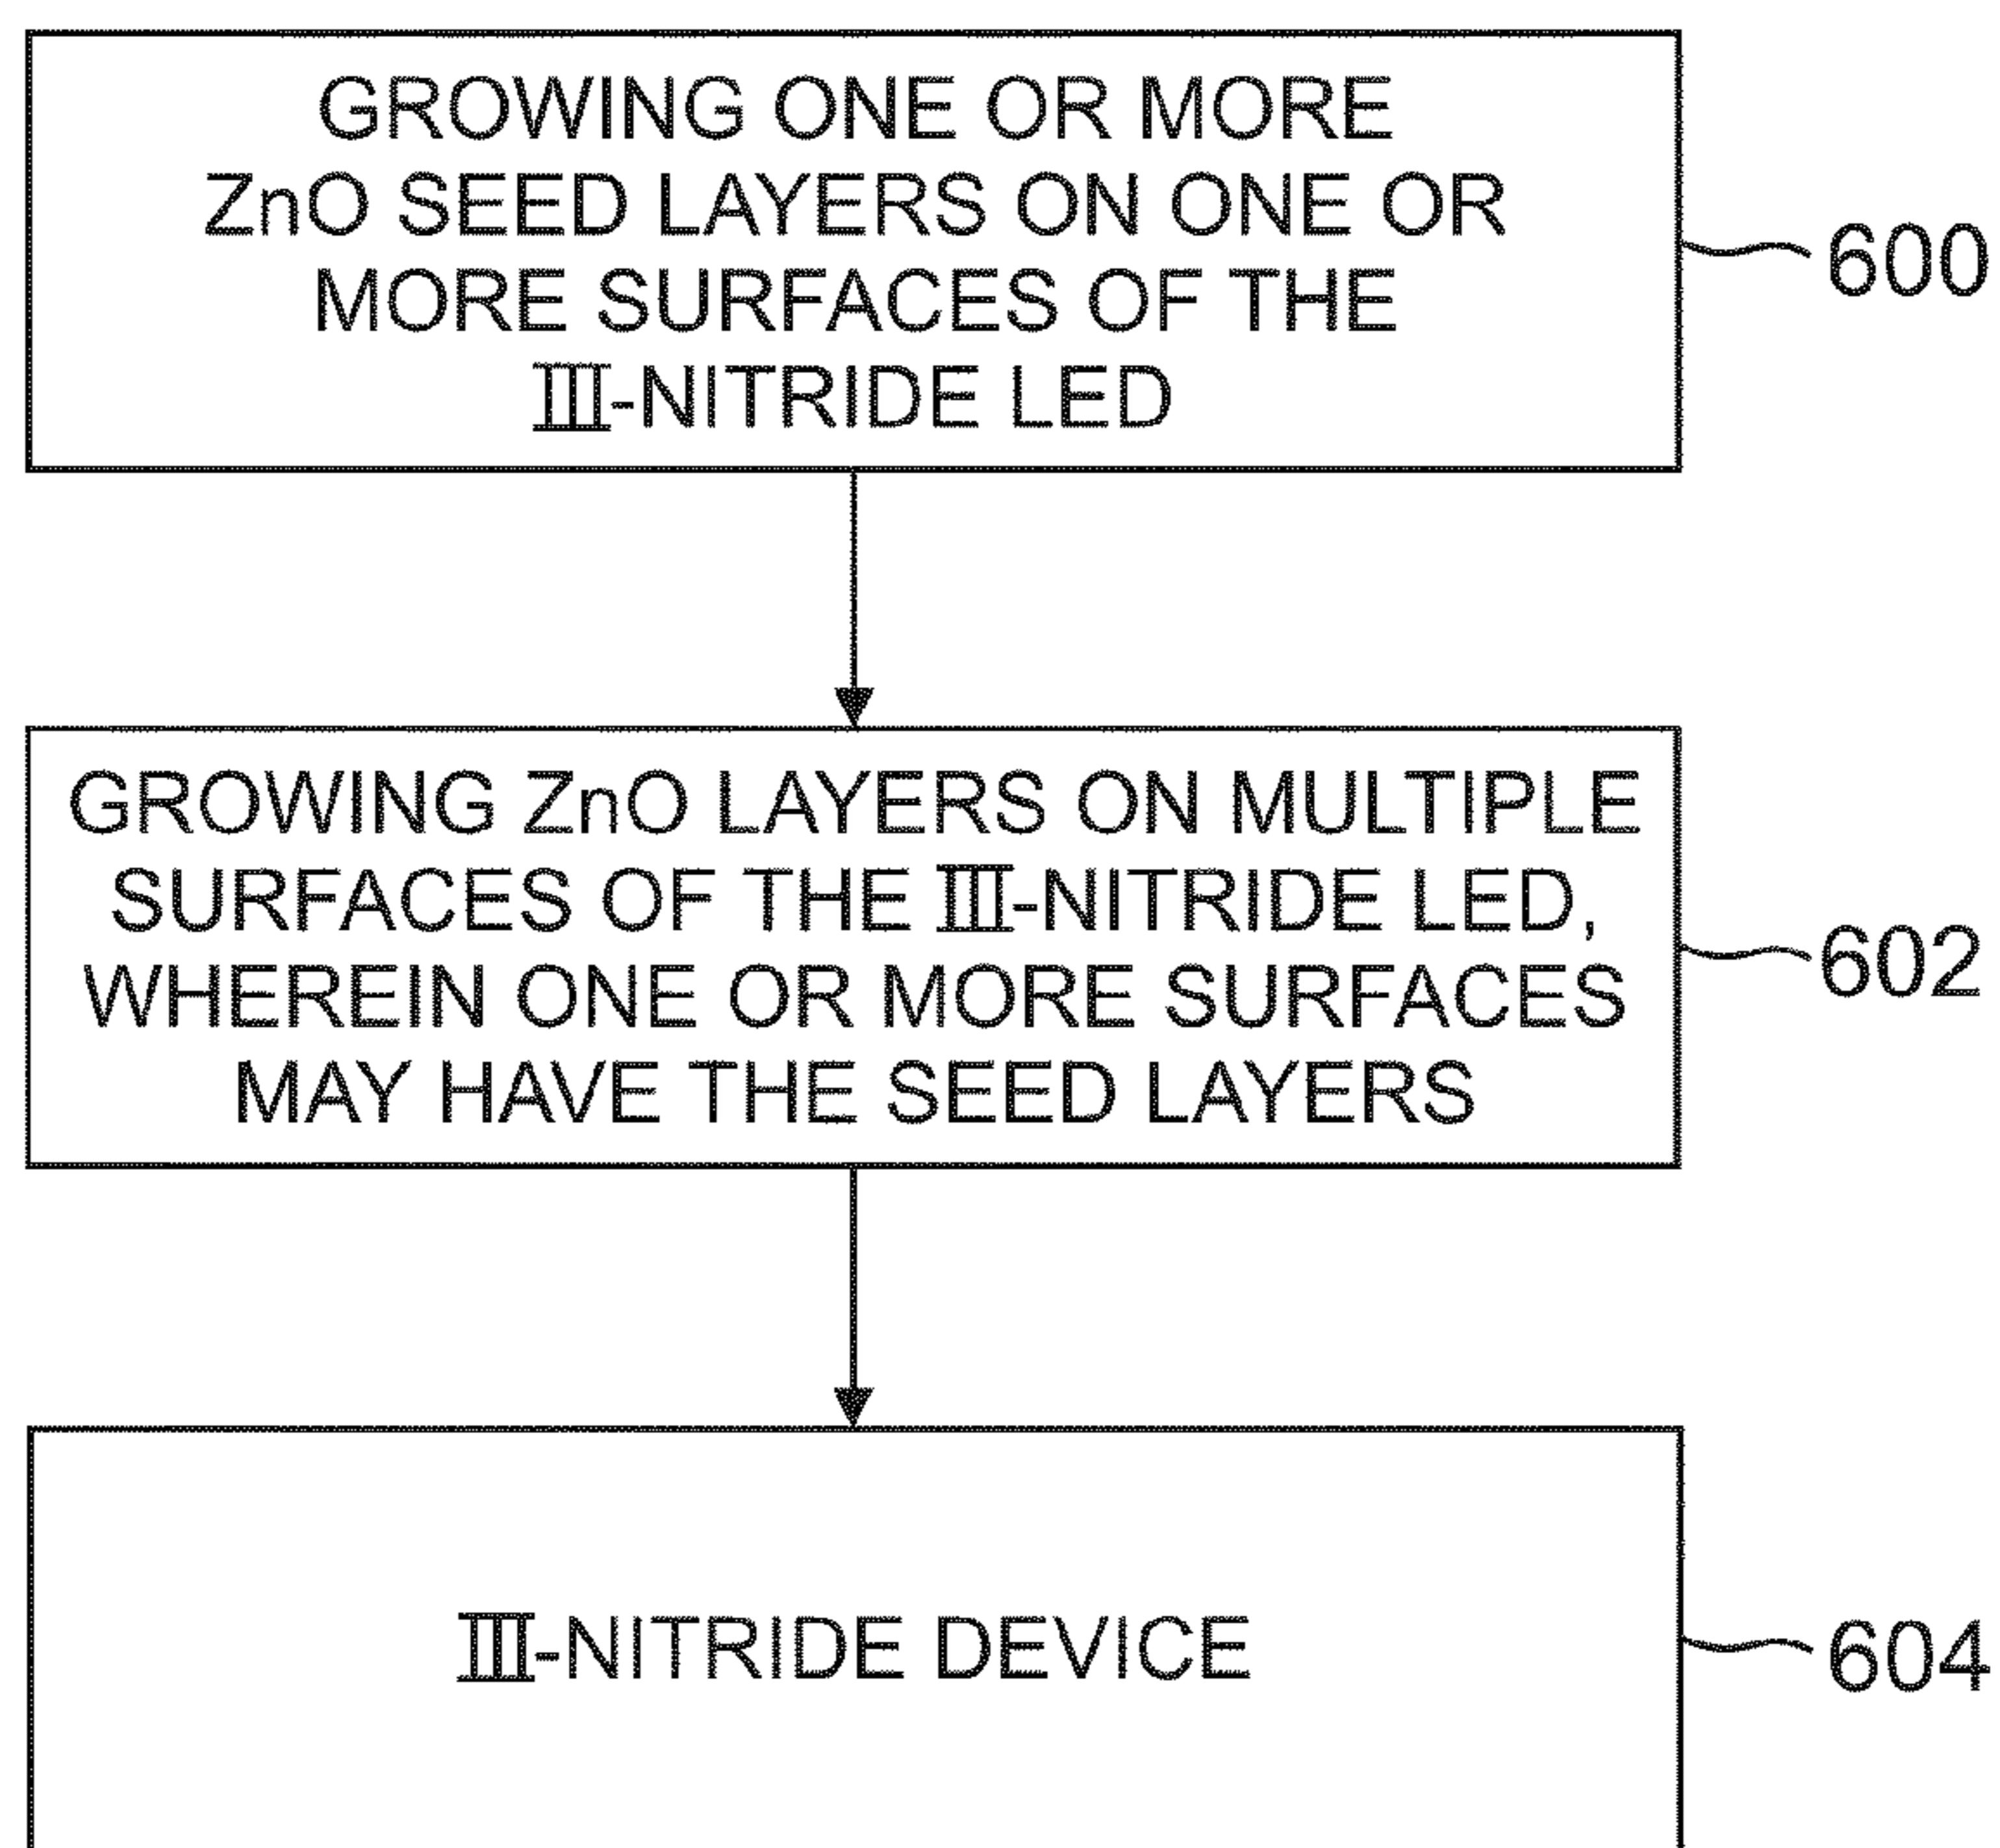 GROWING ONE OR MORE
ZnO SEED LAYERS ON ONE OR
MORE SURFACES OF THE
III-NITRIDE LED
600
GROWING ZnO LAYERS ON MULTIPLE
SURFACES OF THE III-NITRIDE LED,
WHEREIN ONE OR MORE SURFACES
MAY HAVE THE SEED LAYERS
602
III-NITRIDE DEVICE
604